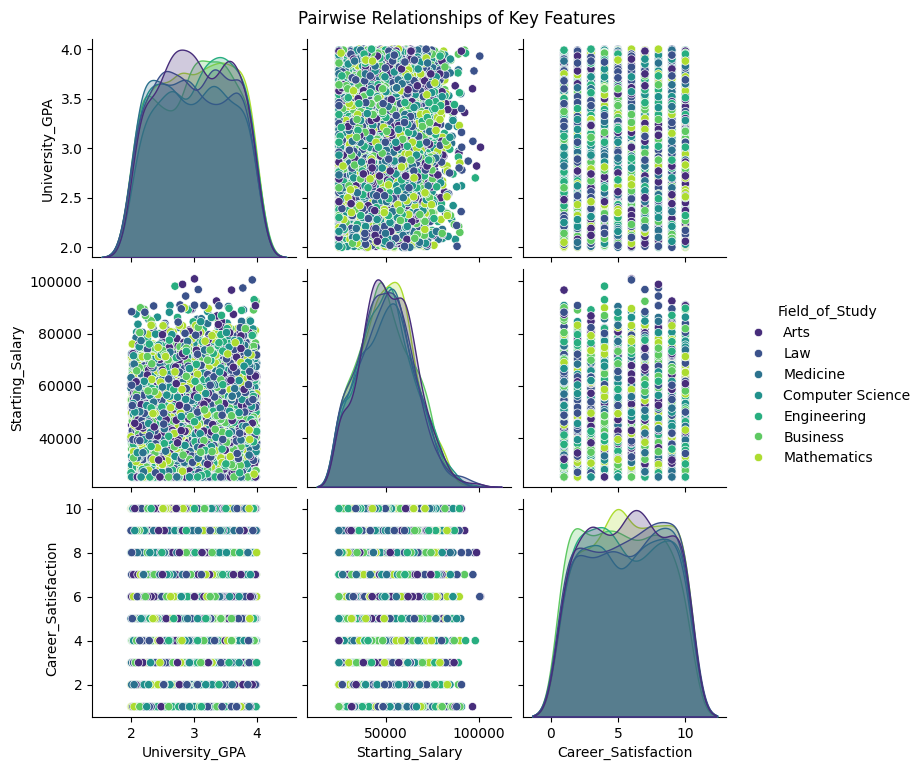 Pairwise Relationships of Key Features
University_GPA
4.0
3.5
3.0
2.5
2.0
Starting_Salary
100000
80000
60000
40000
Career_Satisfaction
10
8
6
4
2
2 3 4
University_GPA
50000 100000
Starting_Salary
0 5 10
Career_Satisfaction
Field_of_Study
Arts
Law
Medicine
Computer Science
Engineering
Business
Mathematics